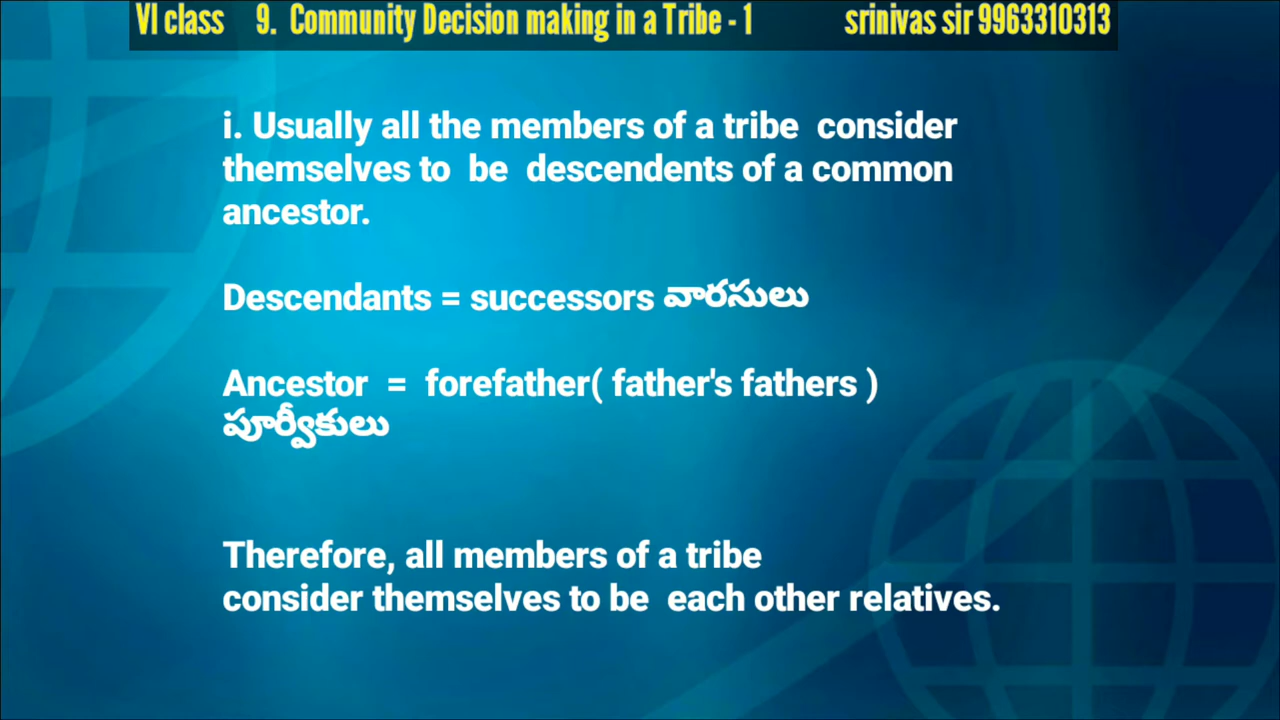 VI class 9. Community Decision making in a Tribe - 1 srinivas sir 9963310313
i. Usually all the members of a tribe consider
themselves to be descendents of a common
ancestor.
Descendants = successors వారసులు
Ancestor = forefather( father's fathers )
పూర్వీకులు
Therefore, all members of a tribe
consider themselves to be each other relatives.